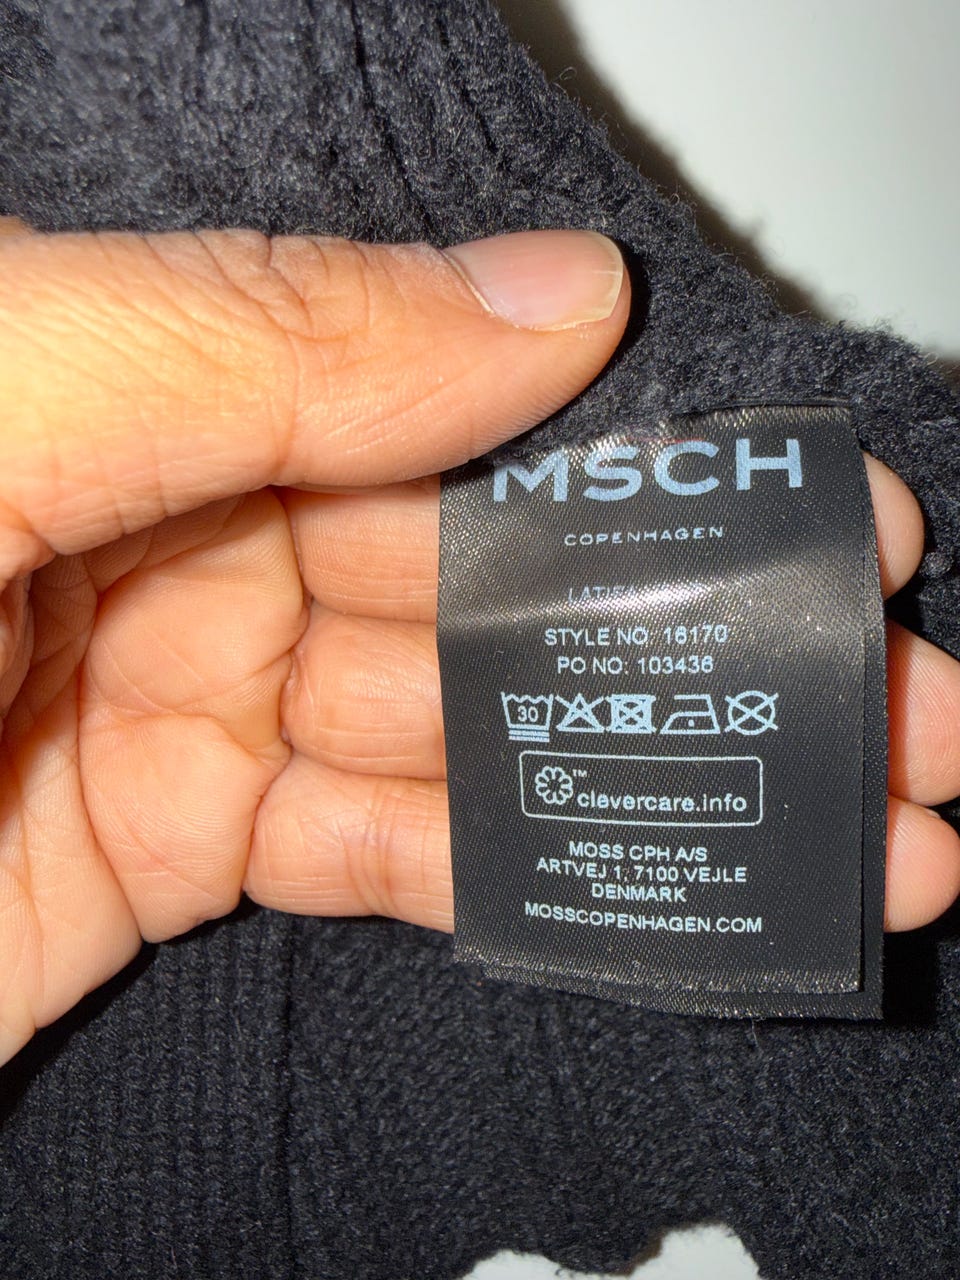 MSCH
COPENHAGEN
STYLE NO 16170
PO NO: 103436
30
™
clevercare.info
MOSS CPH A/S
ARTVEJ 1, 7100 VEJLE
DENMARK
MOSSCOPENHAGEN.COM